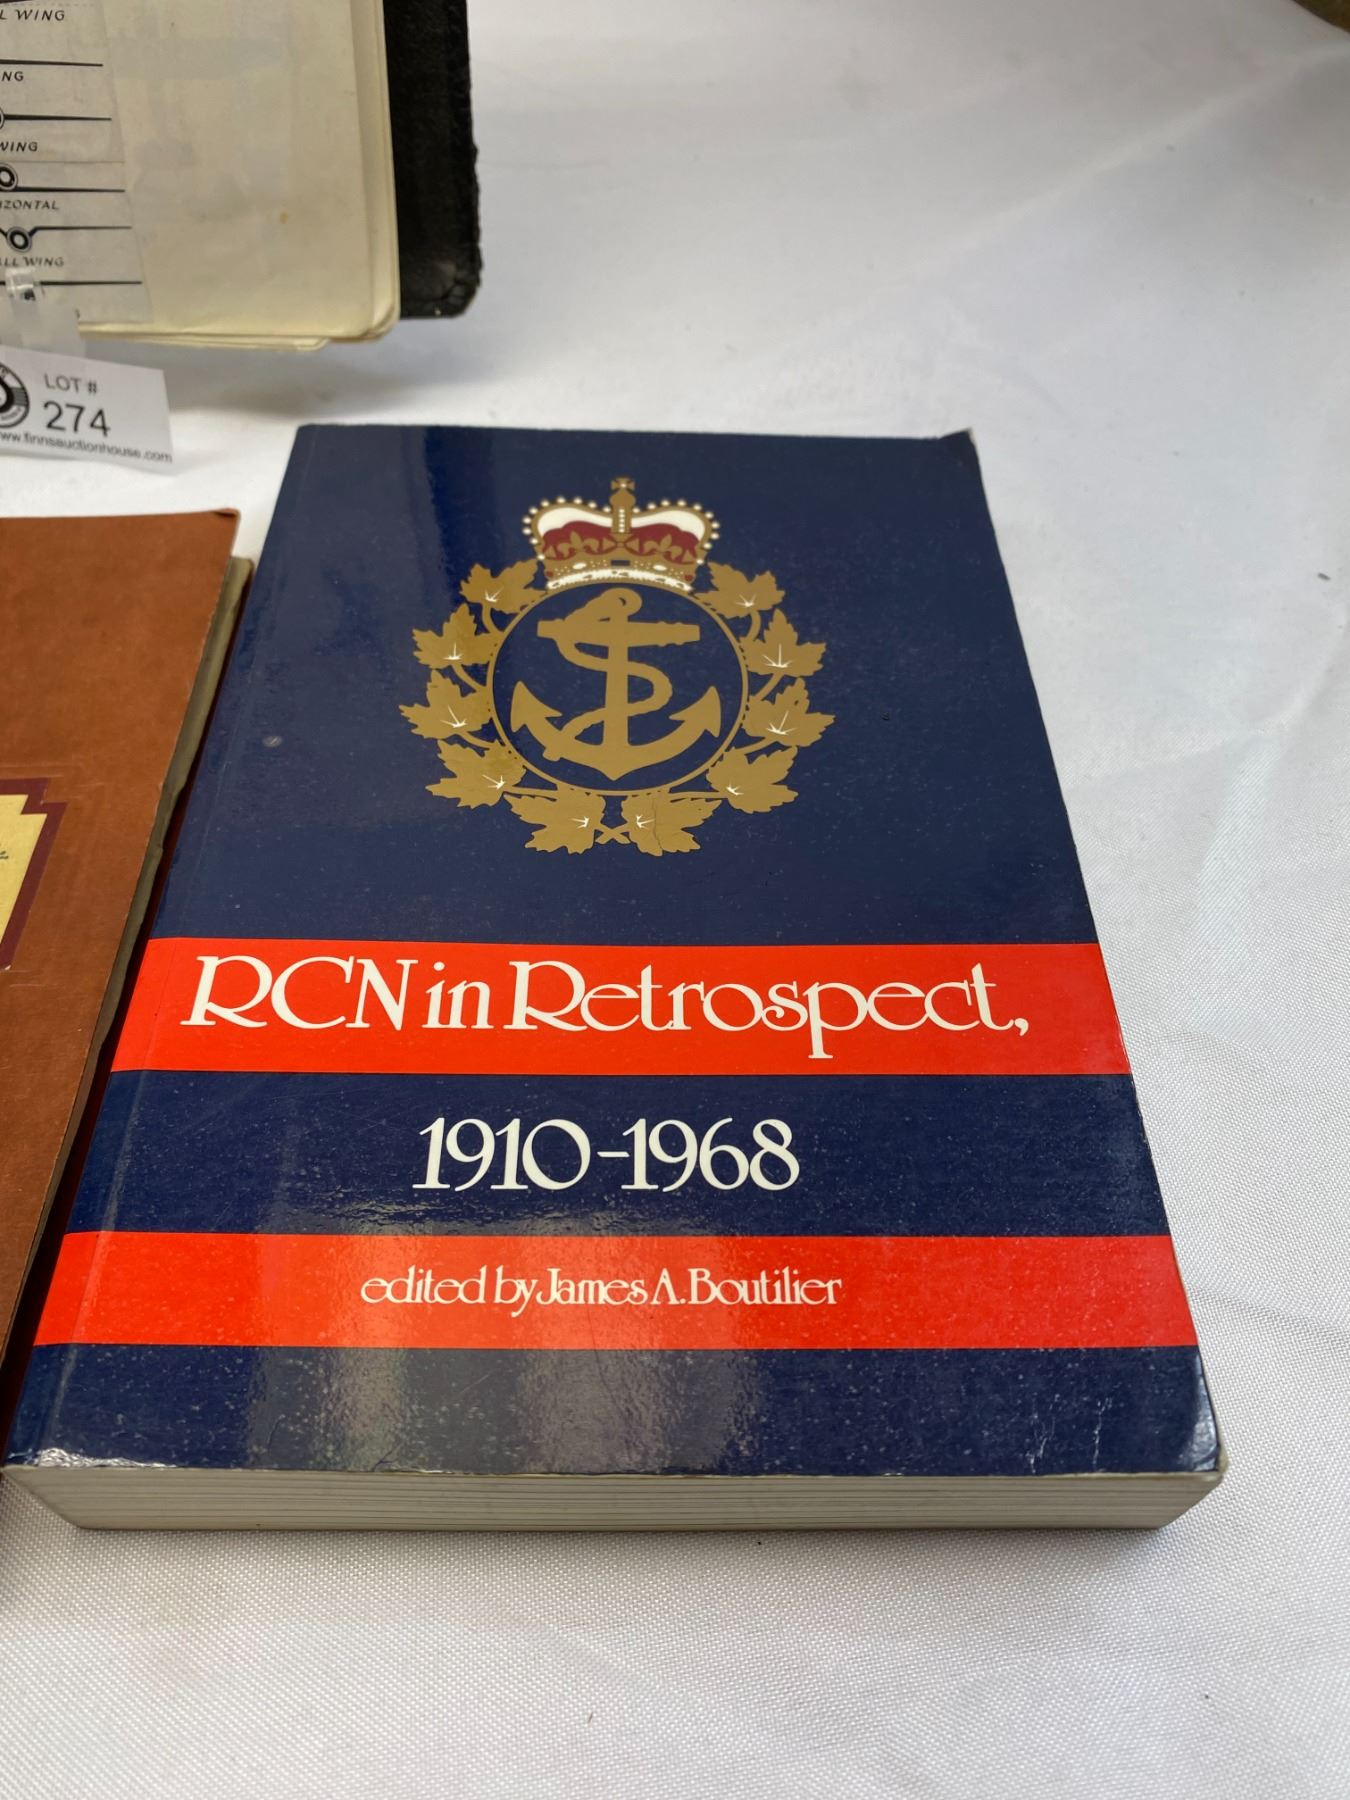 L WING
NG
WING
IZONTAL
ALL WING
LOT #
274
www.finnsauctionhouse.com
RCN in Retrospect,
1910-1968
edited by James A. Boutilier